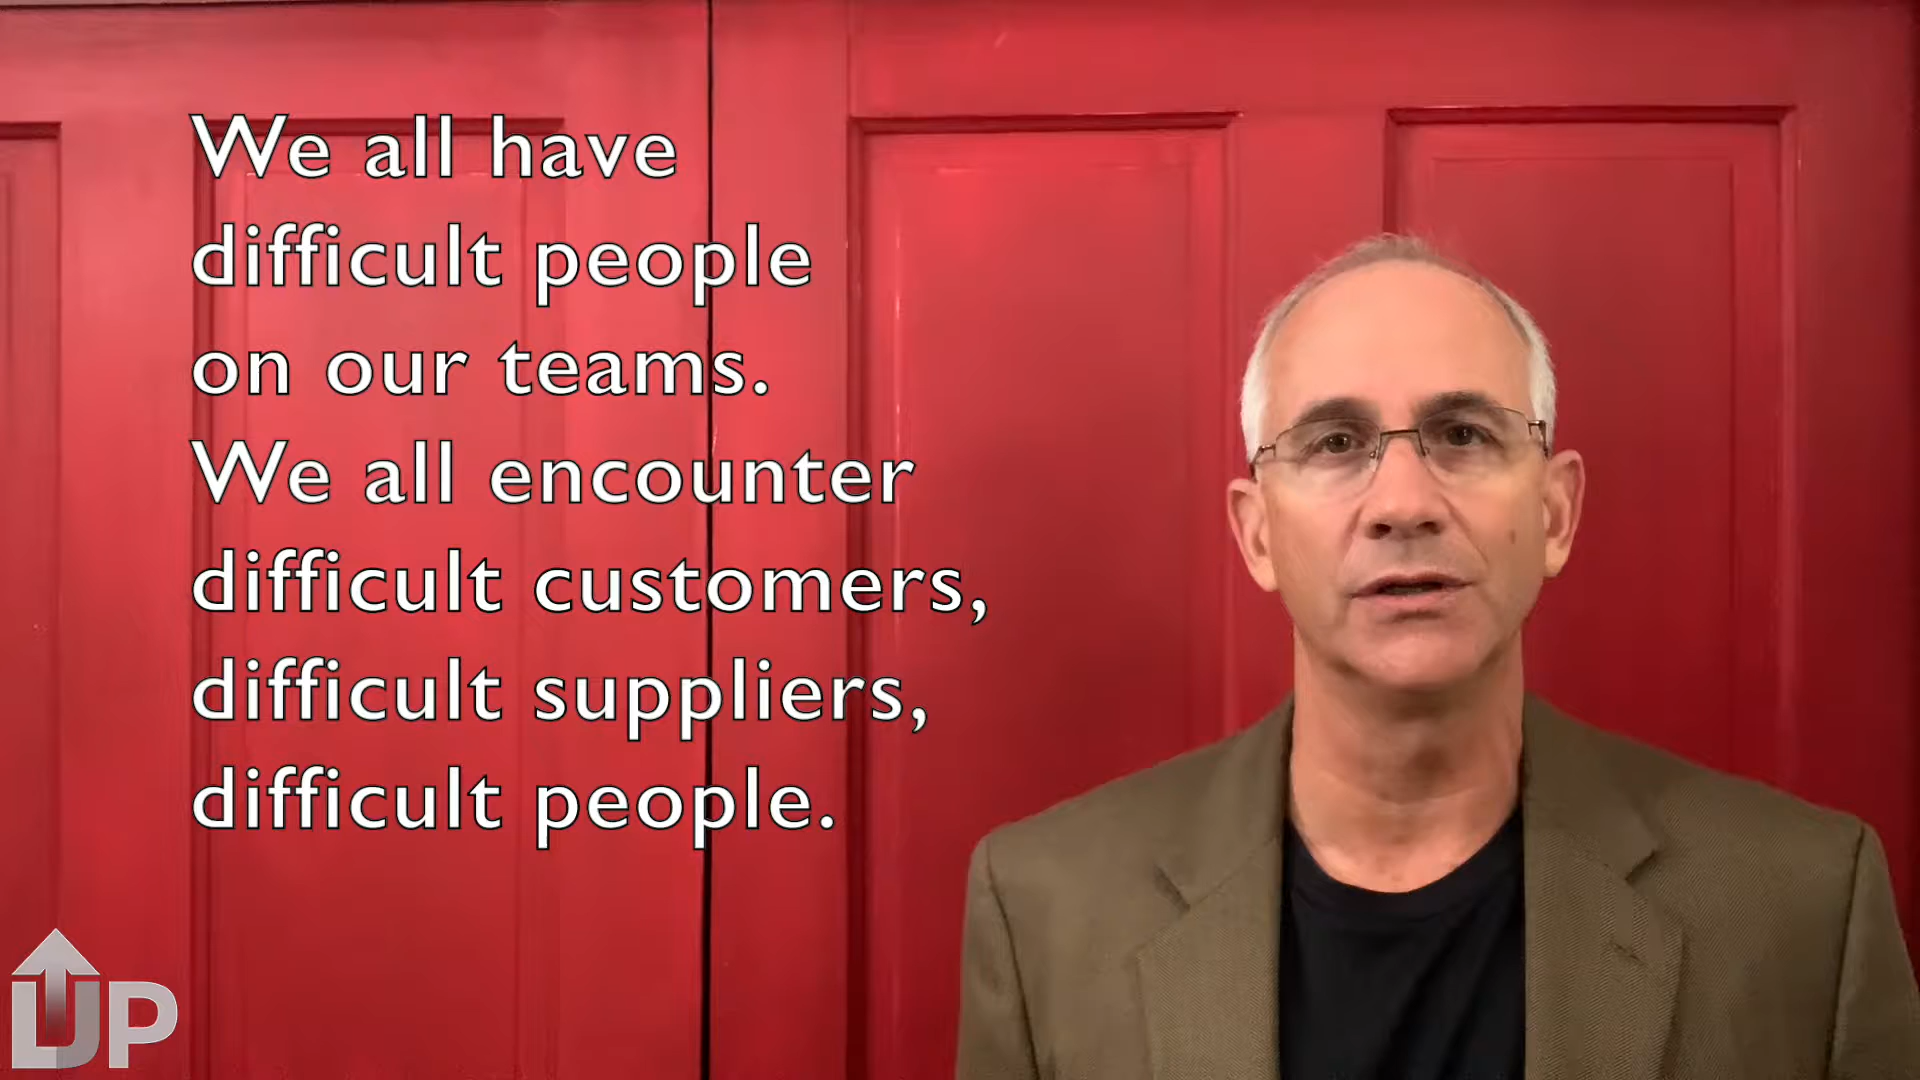 We all have
difficult people
on our teams.
We all encounter
difficult customers,
difficult suppliers,
difficult people.
UP